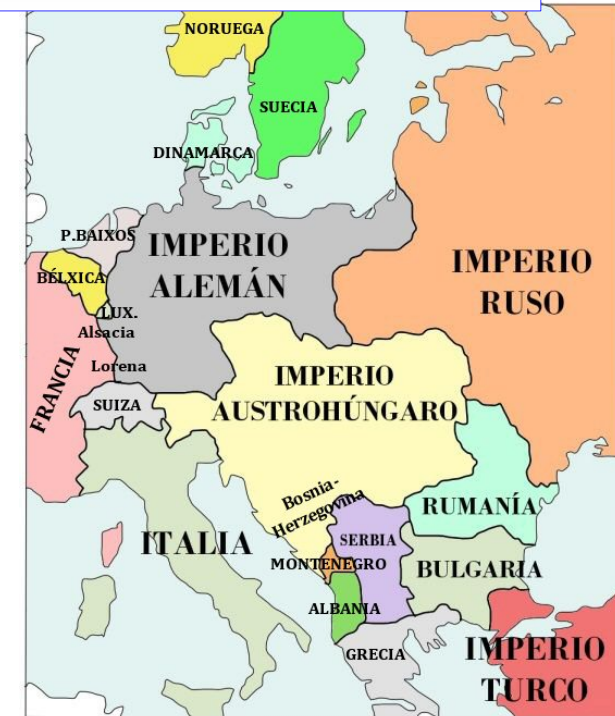 NORUEGA
SUECIA
DINAMARCA
P.BAIXOS
IMPERIO
ALEMÁN
IMPERIO
RUSO
BÉLXICA
LUX.
Alsacia
Lorena
FRANCIA
SUIZA
IMPERIO
AUSTROHÚNGARO
Bosnia-
Herzegovina
RUMANÍA
SERBIA
ITALIA
MONTENEGRO
BULGARIA
ALBANIA
GRECIA
IMPERIO
TURCO